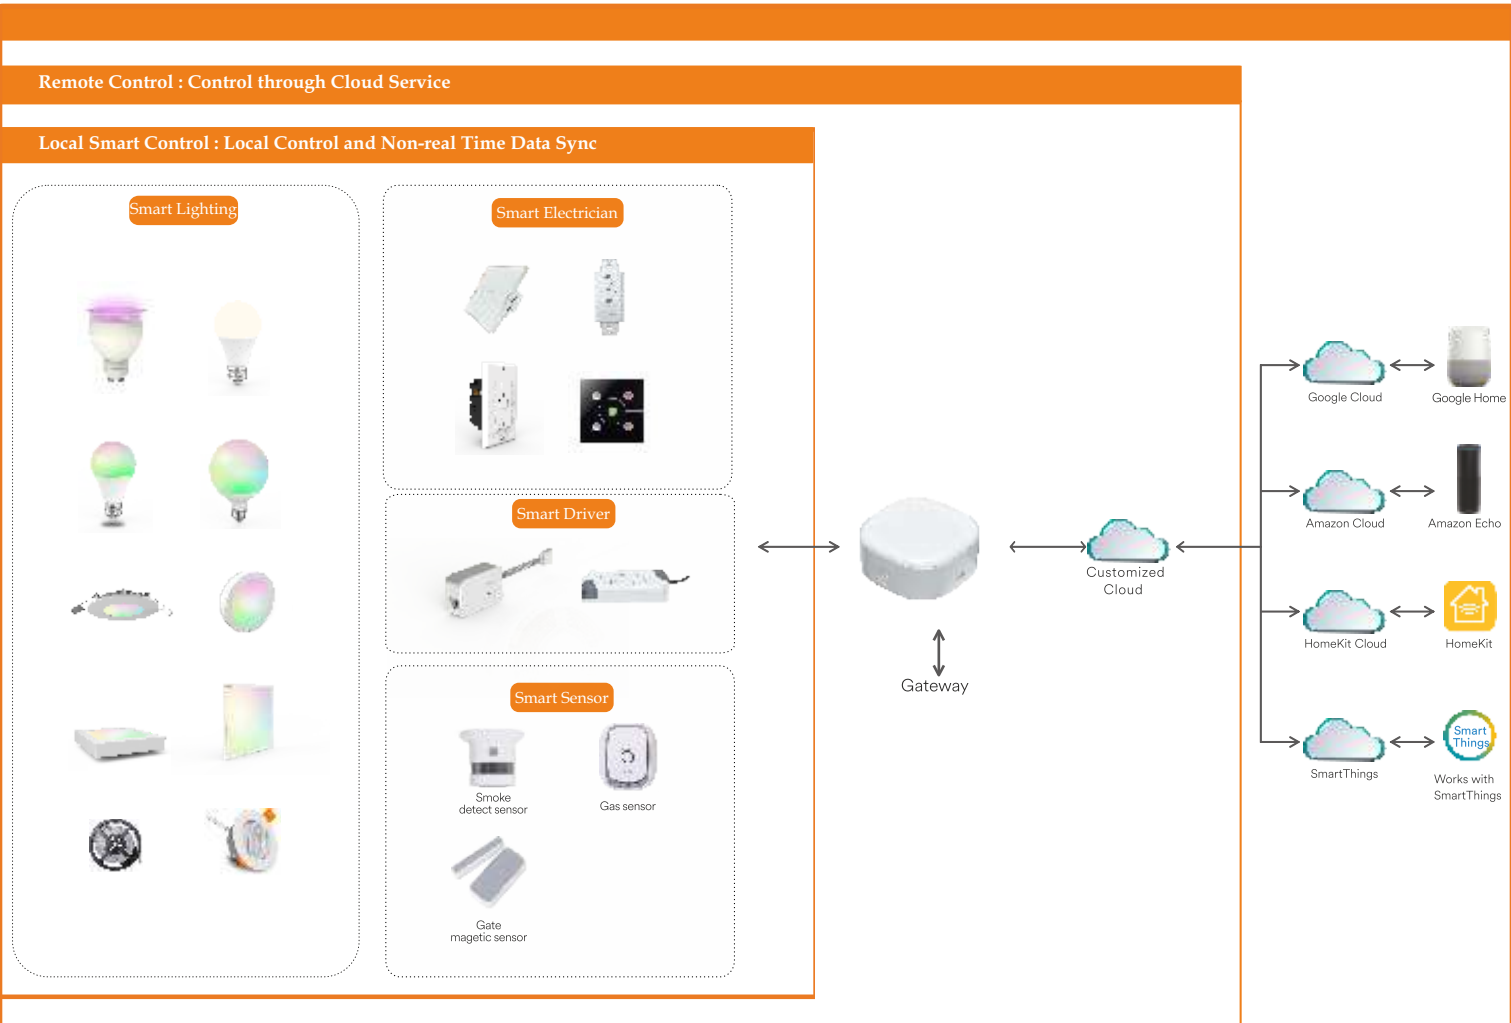 Remote Control : Control through Cloud Service
Local Smart Control : Local Control and Non-real Time Data Sync
Smart Lighting
Smart Electrician
Smart Driver
Smart Sensor
Smoke
detect sensor
Gas sensor
Gate
magetic sensor
Gateway
Customized
Cloud
Google Cloud
Google Home
Amazon Cloud
Amazon Echo
HomeKit Cloud
HomeKit
SmartThings
Smart
Things
Works with
SmartThings